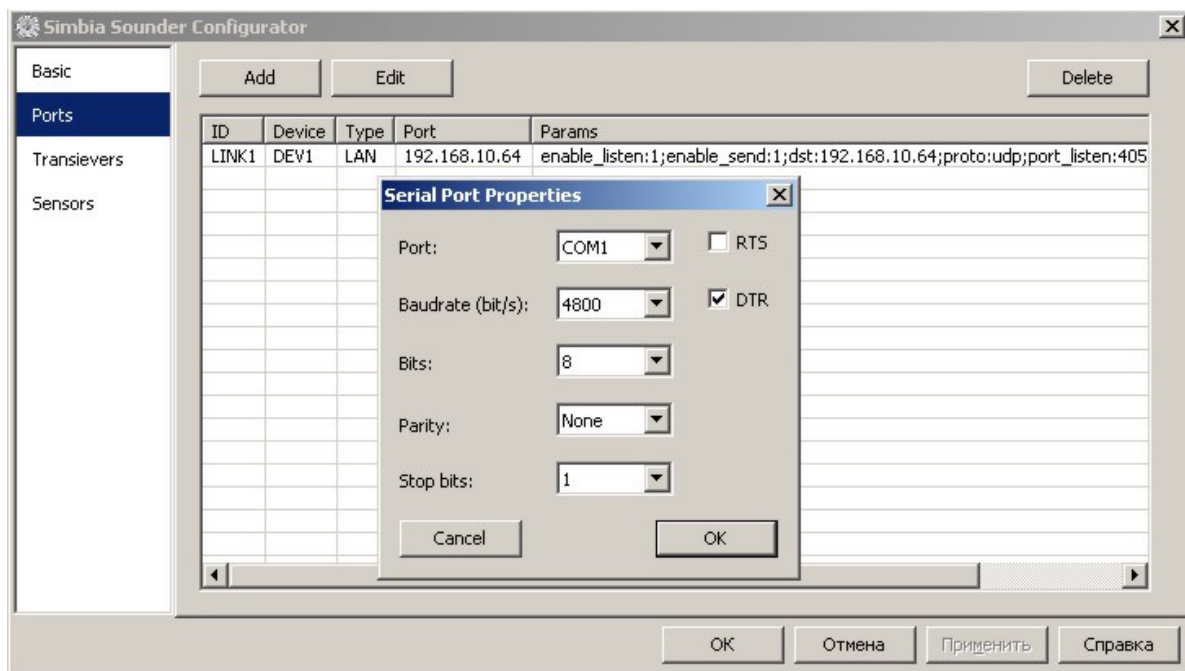 Simbia Sounder Configurator
Basic
Ports
Transievers
Sensors
Add
Edit
Delete
ID Device Type Port Params
LINK1 DEV1 LAN 192.168.10.64 enable_listen:1;enable_send:1;dst:192.168.10.64;proto:udp;port_listen:405
Serial Port Properties
Port: COM1 RTS
Baudrate (bit/s): 4800 DTR
Bits: 8
Parity: None
Stop bits: 1
Cancel OK
OK Отмена Применить Справка